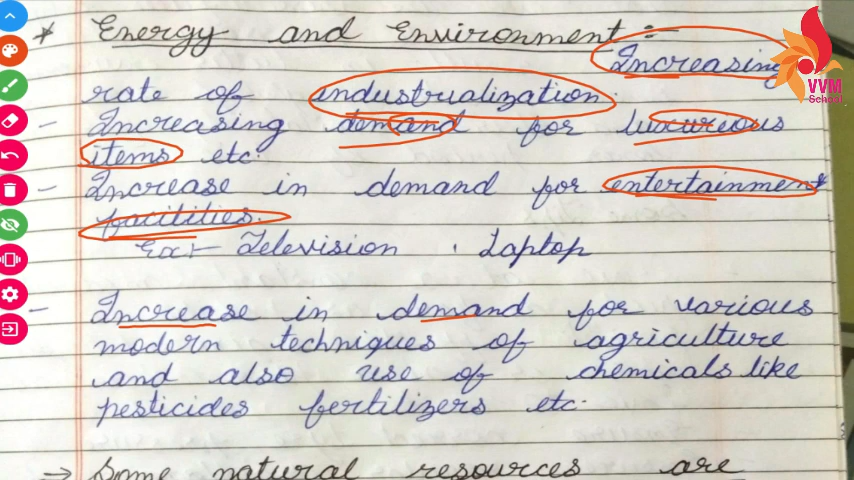 * Energy and Environment :-
Increasing
rate of industrialization.
- Increasing demand for luxureous
items etc.
- Increase in demand for entertainment
facilities.
Ex:- Television , Laptop
- Increase in demand for various
modern techniques of agriculture
and also use of chemicals like
pesticides fertilizers etc.
→ Some natural resources are
VVM
School